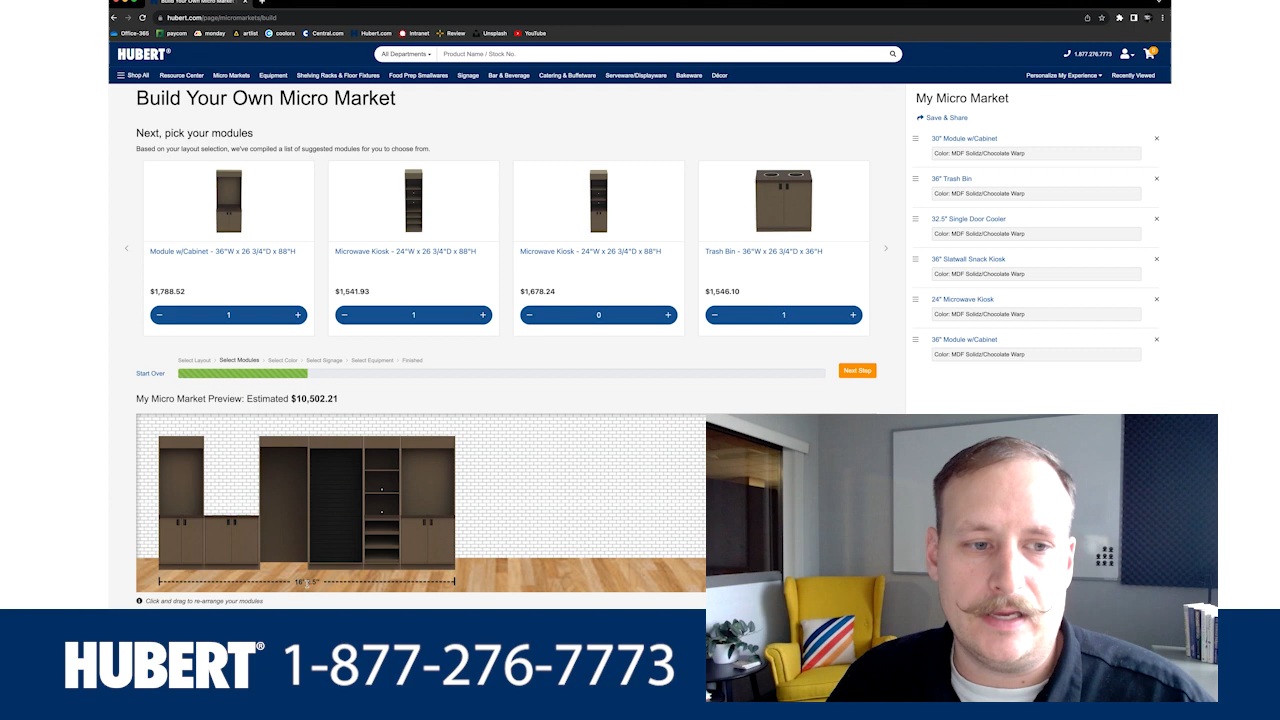 hubert.com/page/micromarkets/build
Office-365 paycom monday artlist coolors Central.com Hubert.com Intranet Review Unsplash YouTube
HUBERT® All Departments Product Name / Stock No. 1.877.276.7773 0
Shop All Resource Center Micro Markets Equipment Shelving Racks & Floor Fixtures Food Prep Smallwares Signage Bar & Beverage Catering & Buffetware Serveware/Displayware Bakeware Décor Personalize My Experience Recently Viewed
Build Your Own Micro Market
Next, pick your modules
Based on your layout selection, we've compiled a list of suggested modules for you to choose from.
Module w/Cabinet - 36"W x 26 3/4"D x 88"H
$1,788.52
− 1 +
Microwave Kiosk - 24"W x 26 3/4"D x 88"H
$1,541.93
− 1 +
Microwave Kiosk - 24"W x 26 3/4"D x 88"H
$1,678.24
− 0 +
Trash Bin - 36"W x 26 3/4"D x 36"H
$1,546.10
− 1 +
Select Layout > Select Modules > Select Color > Select Signage > Select Equipment > Finished
Start Over
Next Step
My Micro Market Preview: Estimated $10,502.21
Click and drag to re-arrange your modules
My Micro Market
Save & Share
30" Module w/Cabinet
Color: MDF Solidz/Chocolate Warp
36" Trash Bin
Color: MDF Solidz/Chocolate Warp
32.5" Single Door Cooler
Color: MDF Solidz/Chocolate Warp
36" Slatwall Snack Kiosk
Color: MDF Solidz/Chocolate Warp
24" Microwave Kiosk
Color: MDF Solidz/Chocolate Warp
36" Module w/Cabinet
Color: MDF Solidz/Chocolate Warp
HUBERT® 1-877-276-7773